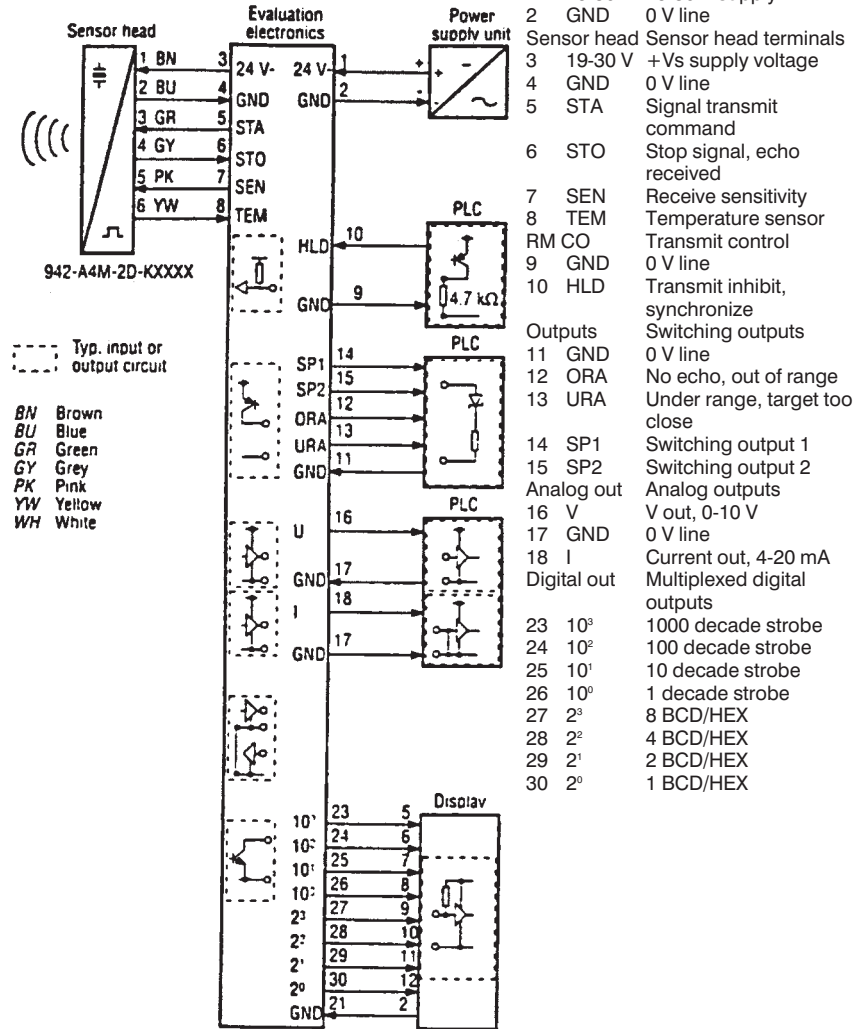 Evaluation
electronics
Power
supply unit
Sensor head
1 BN 3 24 V- 24 V- 1 + + -
2 BU 4 GND GND 2 - -
3 GR 5 STA
4 GY 6 STO
5 PK 7 SEN
6 YW 8 TEM
942-A4M-2D-KXXXX
PLC
HLD 10
4.7 kΩ
GND 9
Typ. input or
output circuit
BN Brown
BU Blue
GR Green
GY Grey
PK Pink
YW Yellow
WH White
PLC
SP1 14
SP2 15
ORA 12
URA 13
GND 11
PLC
U 16
GND 17
I 18
GND 17
Display
23 5
24 6
10¹ 25 7
26 8
2³ 27 9
28 10
2¹ 29 11
2⁰ 30 12
GND 21 2
2 GND 0 V line
Sensor head Sensor head terminals
3 19-30 V +Vs supply voltage
4 GND 0 V line
5 STA Signal transmit
command
6 STO Stop signal, echo
received
7 SEN Receive sensitivity
8 TEM Temperature sensor
RM CO Transmit control
9 GND 0 V line
10 HLD Transmit inhibit,
synchronize
Outputs Switching outputs
11 GND 0 V line
12 ORA No echo, out of range
13 URA Under range, target too
close
14 SP1 Switching output 1
15 SP2 Switching output 2
Analog out Analog outputs
16 V V out, 0-10 V
17 GND 0 V line
18 I Current out, 4-20 mA
Digital out Multiplexed digital
outputs
23 10³ 1000 decade strobe
24 10² 100 decade strobe
25 10¹ 10 decade strobe
26 10⁰ 1 decade strobe
27 2³ 8 BCD/HEX
28 2² 4 BCD/HEX
29 2¹ 2 BCD/HEX
30 2⁰ 1 BCD/HEX